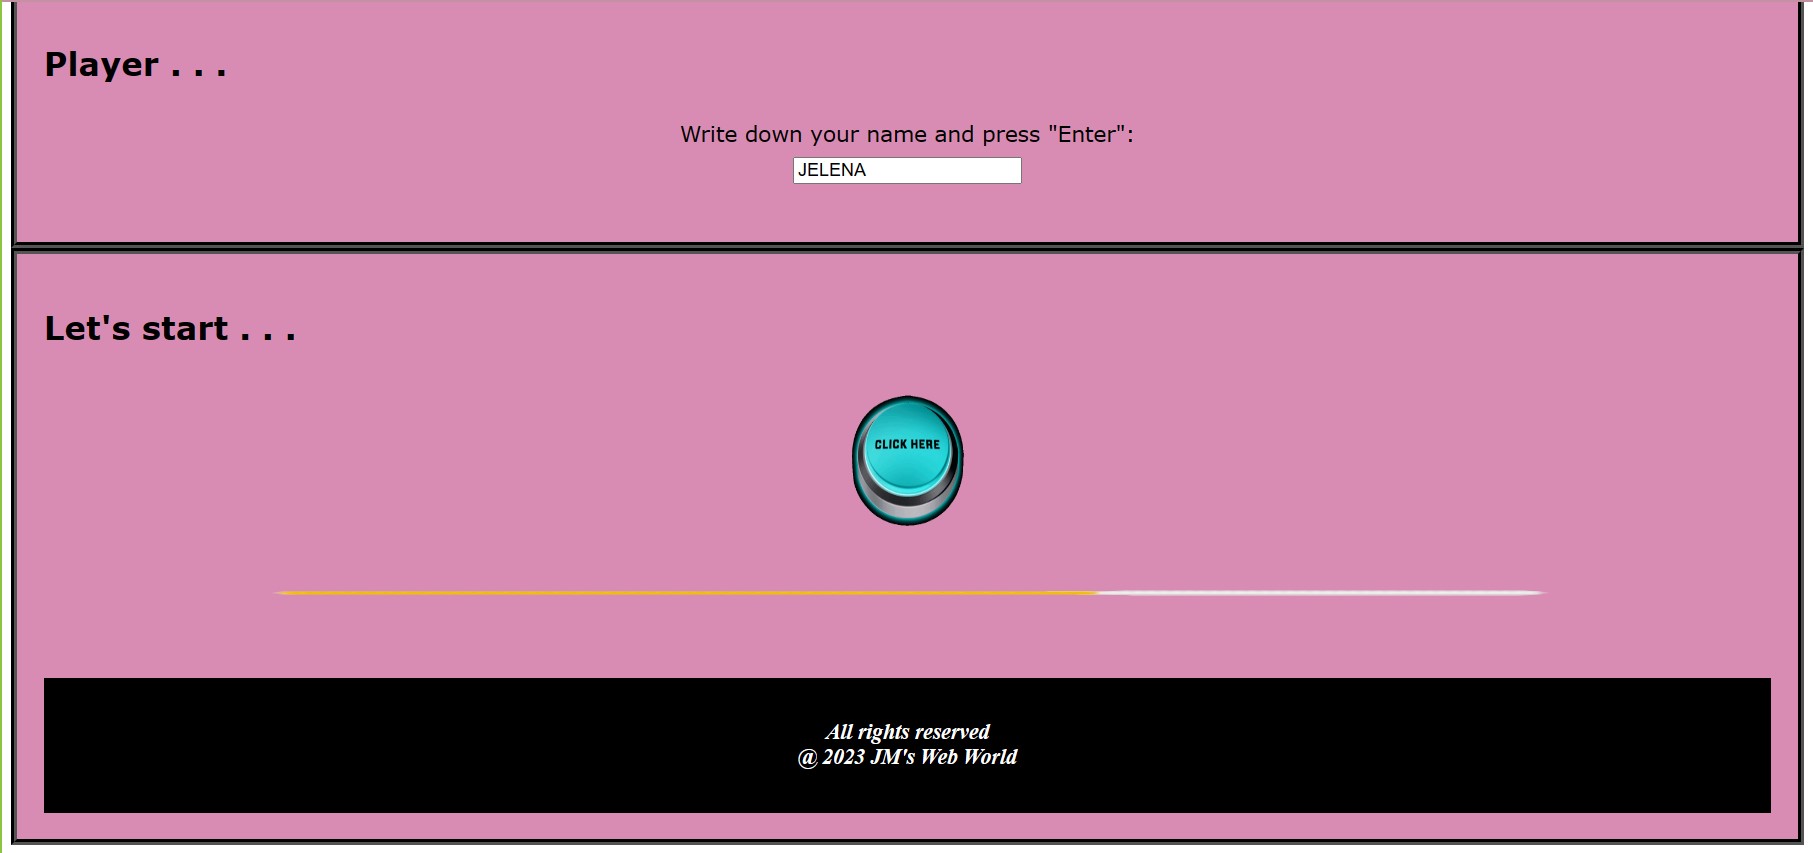 Player . . .
Write down your name and press "Enter":
JELENA
Let's start . . .
CLICK HERE
All rights reserved
@ 2023 JM's Web World